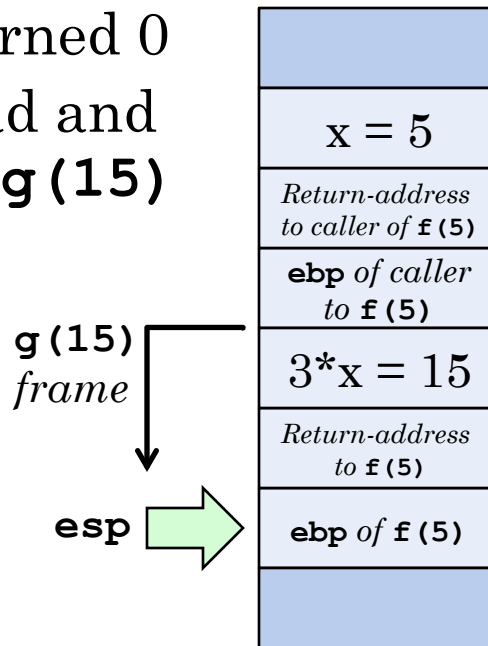 rned 0
d and
g(15)
x = 5
Return-address
to caller of f(5)
ebp of caller
to f(5)
g(15)
frame
3*x = 15
Return-address
to f(5)
esp
ebp of f(5)